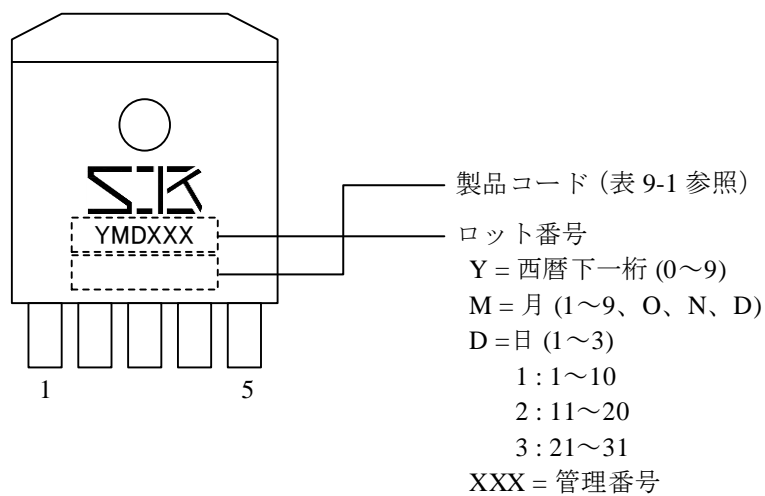 SK
YMDXXX
1 5
製品コード（表 9-1 参照）
ロット番号
Y = 西暦下一桁 (0～9)
M = 月 (1～9、O、N、D)
D =日 (1～3)
1 : 1～10
2 : 11～20
3 : 21～31
XXX = 管理番号